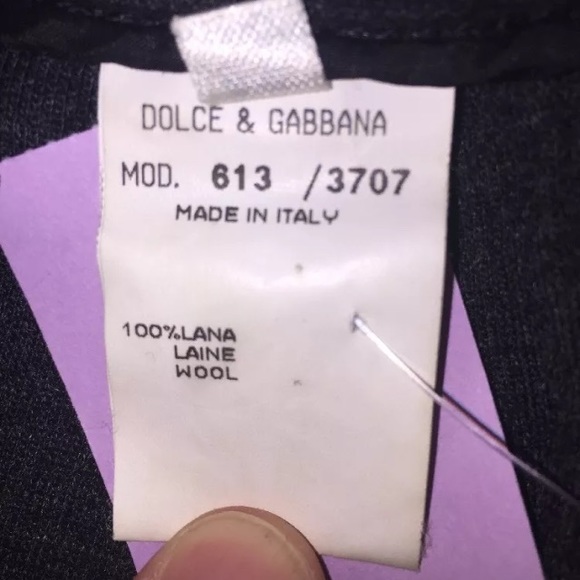 DOLCE & GABBANA
MOD. 613 /3707
MADE IN ITALY
100%LANA
LAINE
WOOL